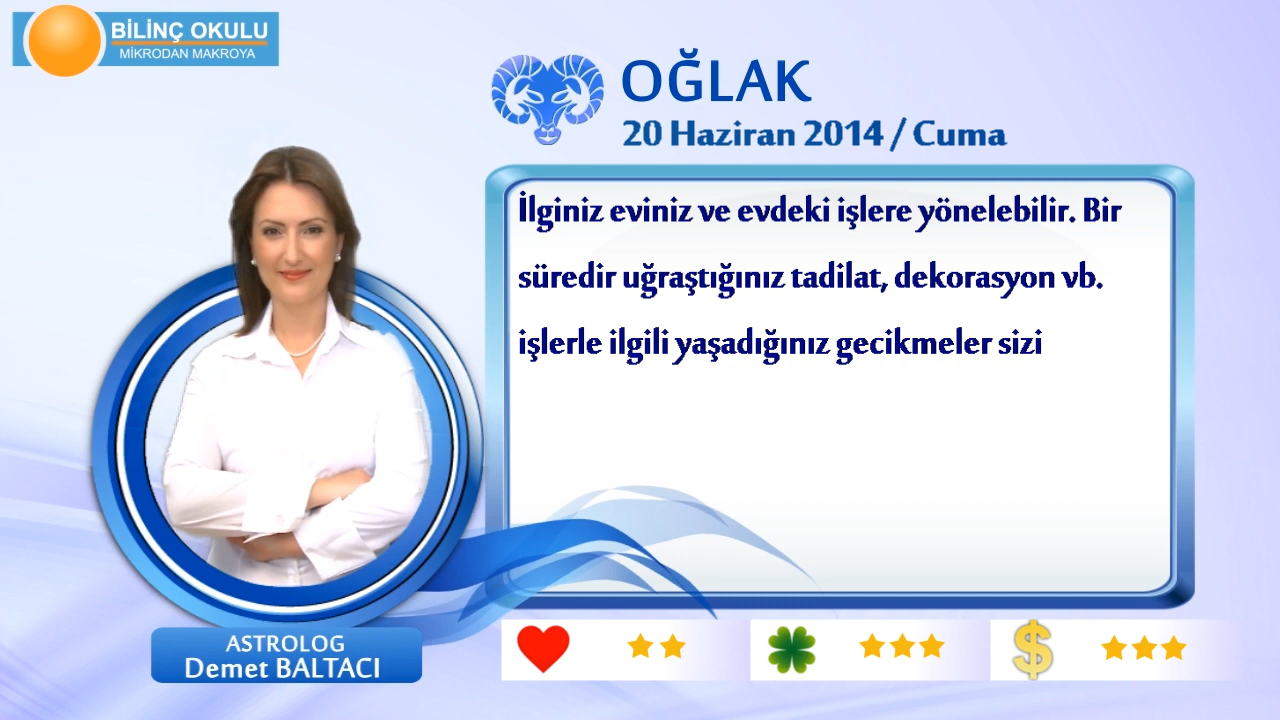 BİLİNÇ OKULU
MİKRODAN MAKROYA
OĞLAK
20 Haziran 2014 / Cuma
İlginiz eviniz ve evdeki işlere yönelebilir. Bir
süredir uğraştığınız tadilat, dekorasyon vb.
işlerle ilgili yaşadığınız gecikmeler sizi
ASTROLOG
Demet BALTACI
$